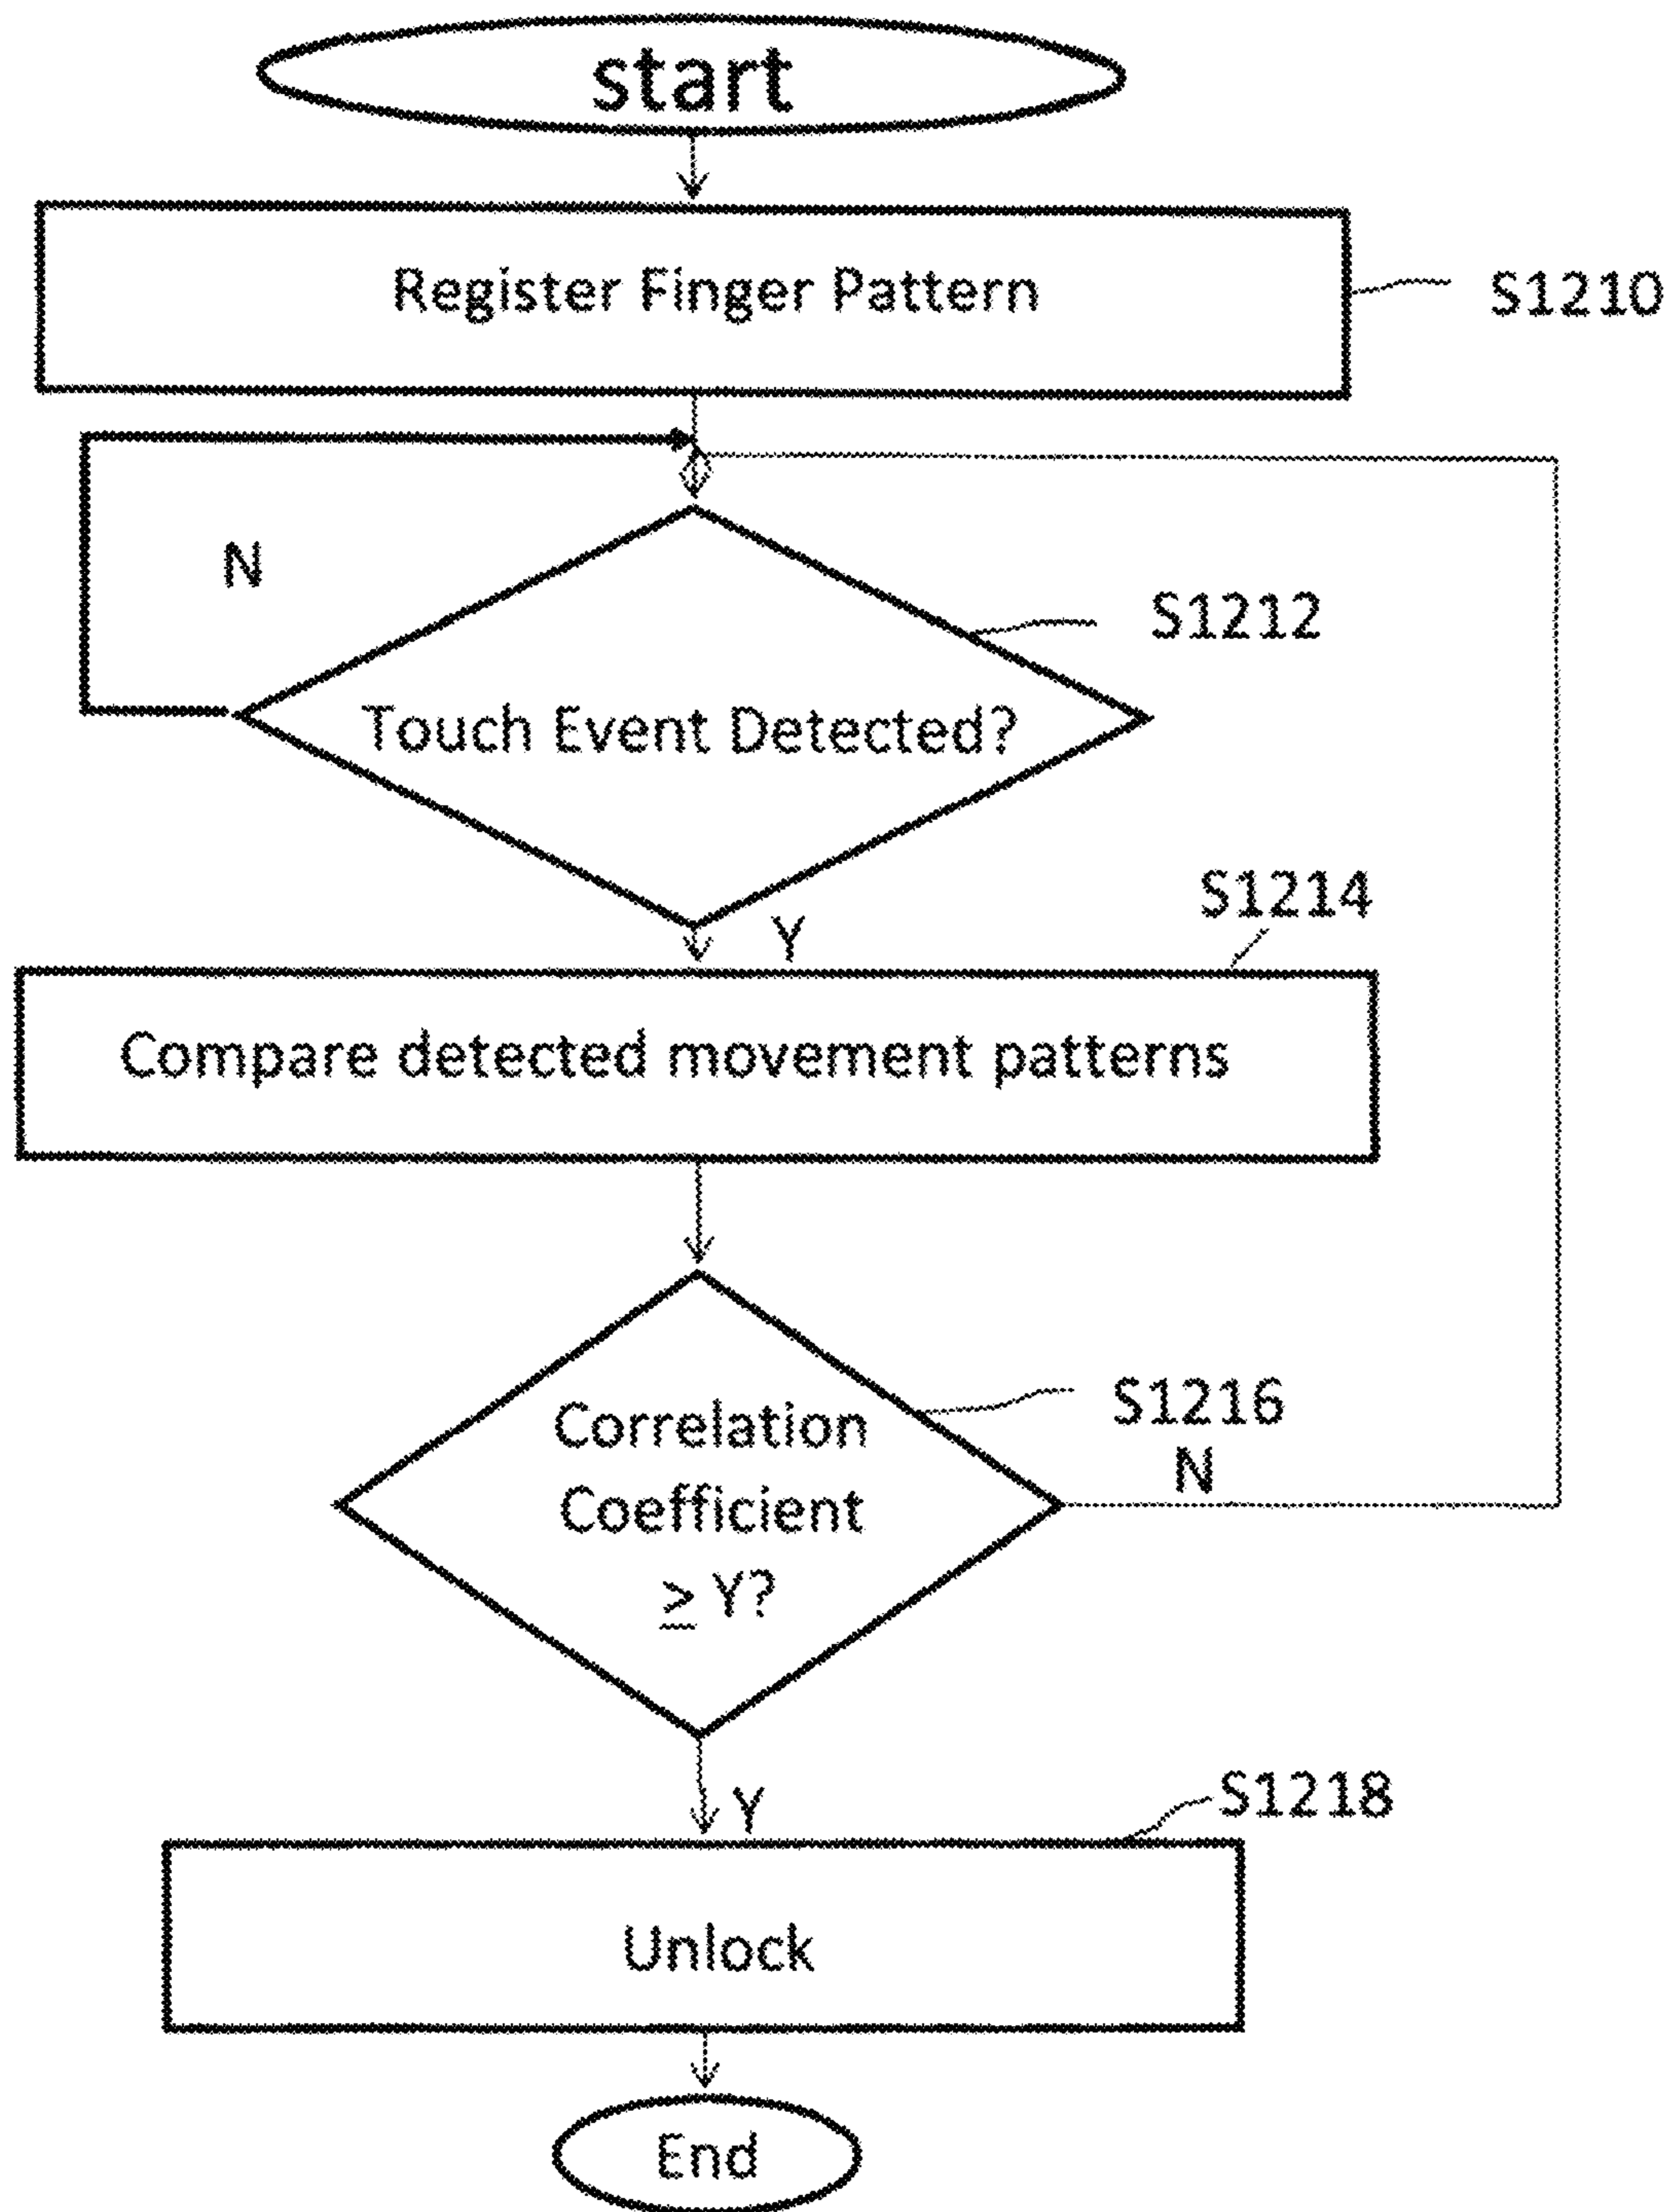 start
Register Finger Pattern
S1210
N
S1212
Touch Event Detected?
S1214
Y
Compare detected movement patterns
S1216
Correlation
N
Coefficient
≥ Y?
Y
S1218
Unlock
End